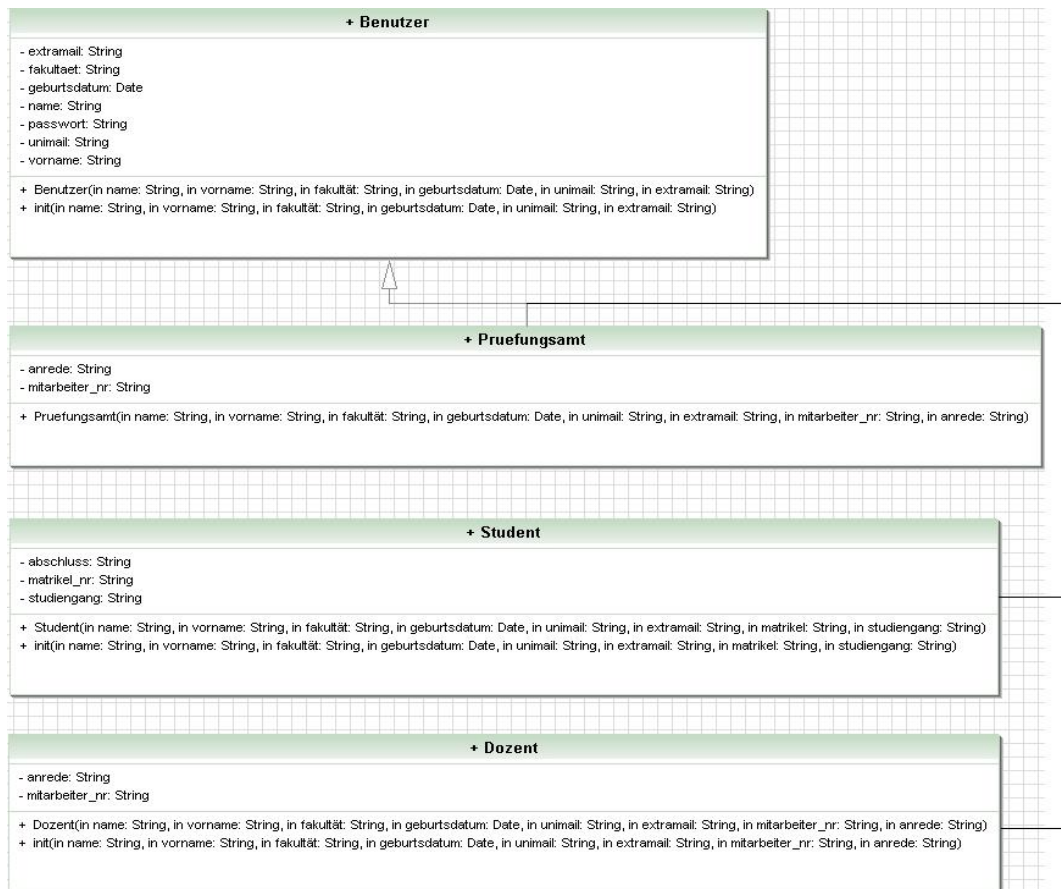 + Benutzer
- extramail: String
- fakultaet: String
- geburtsdatum: Date
- name: String
- passwort: String
- unimail: String
- vorname: String
+ Benutzer(in name: String, in vorname: String, in fakultät: String, in geburtsdatum: Date, in unimail: String, in extramail: String)
+ init(in name: String, in vorname: String, in fakultät: String, in geburtsdatum: Date, in unimail: String, in extramail: String)
+ Pruefungsamt
- anrede: String
- mitarbeiter_nr: String
+ Pruefungsamt(in name: String, in vorname: String, in fakultät: String, in geburtsdatum: Date, in unimail: String, in extramail: String, in mitarbeiter_nr: String, in anrede: String)
+ Student
- abschluss: String
- matrikel_nr: String
- studiengang: String
+ Student(in name: String, in vorname: String, in fakultät: String, in geburtsdatum: Date, in unimail: String, in extramail: String, in matrikel: String, in studiengang: String)
+ init(in name: String, in vorname: String, in fakultät: String, in geburtsdatum: Date, in unimail: String, in extramail: String, in matrikel: String, in studiengang: String)
+ Dozent
- anrede: String
- mitarbeiter_nr: String
+ Dozent(in name: String, in vorname: String, in fakultät: String, in geburtsdatum: Date, in unimail: String, in extramail: String, in mitarbeiter_nr: String, in anrede: String)
+ init(in name: String, in vorname: String, in fakultät: String, in geburtsdatum: Date, in unimail: String, in extramail: String, in mitarbeiter_nr: String, in anrede: String)